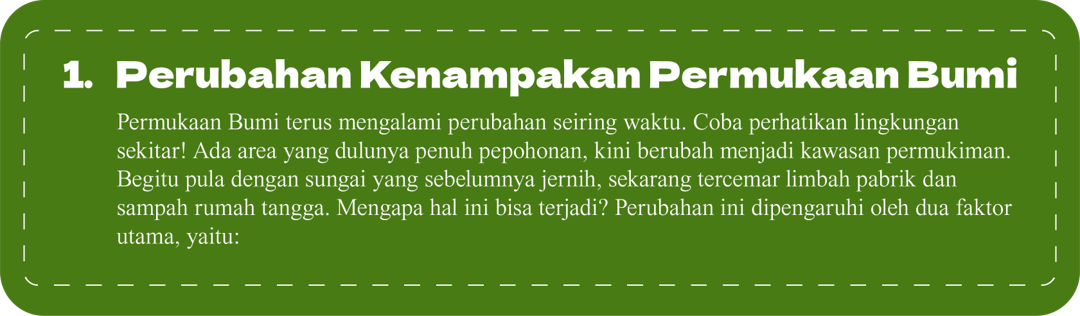 1. Perubahan Kenampakan Permukaan Bumi
Permukaan Bumi terus mengalami perubahan seiring waktu. Coba perhatikan lingkungan
sekitar! Ada area yang dulunya penuh pepohonan, kini berubah menjadi kawasan permukiman.
Begitu pula dengan sungai yang sebelumnya jernih, sekarang tercemar limbah pabrik dan
sampah rumah tangga. Mengapa hal ini bisa terjadi? Perubahan ini dipengaruhi oleh dua faktor
utama, yaitu: